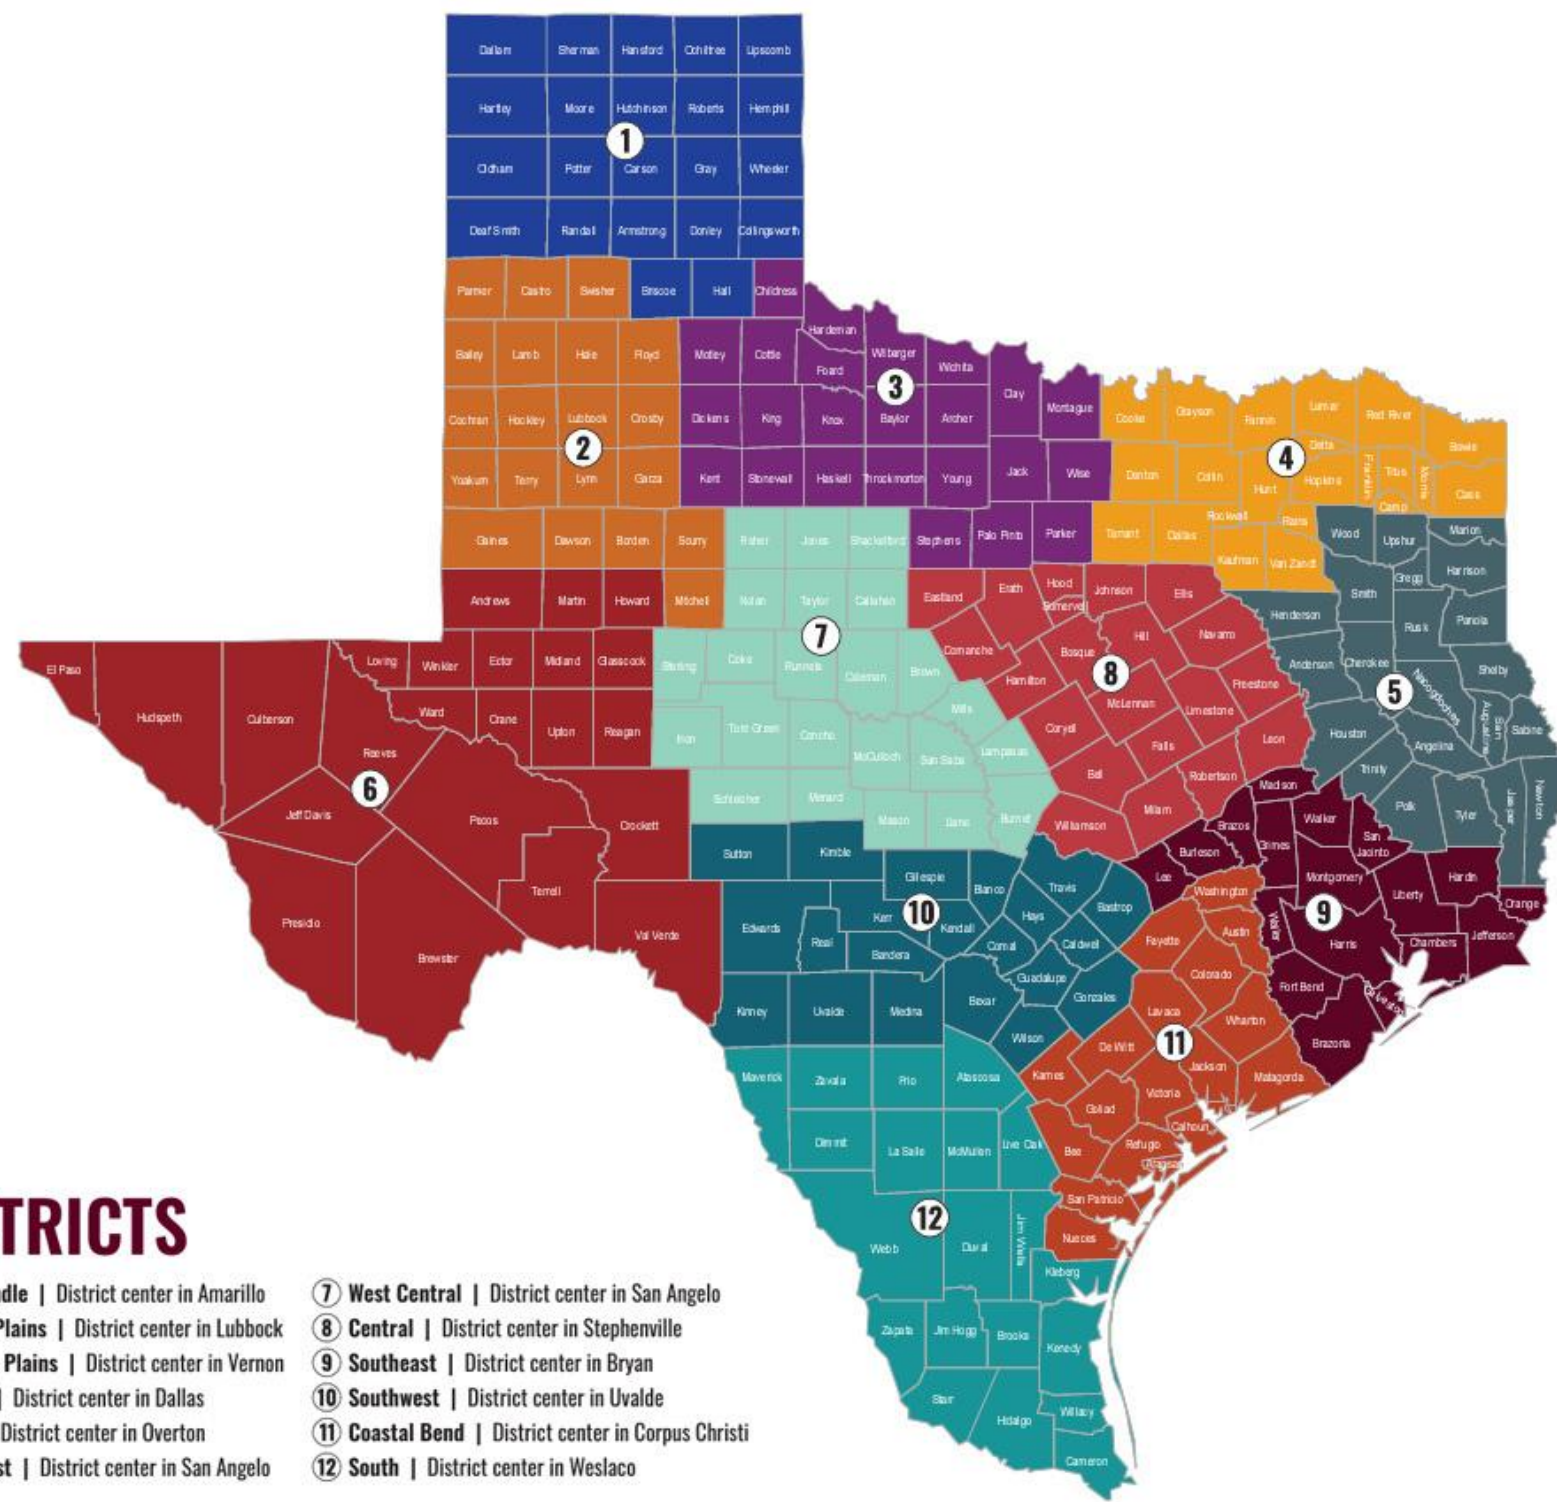 Dallam Sherman Hansford Ochiltree Lipscomb
Hartley Moore Hutchinson Roberts Hemphill
1
Oldham Potter Carson Gray Wheeler
Deaf Smith Randall Armstrong Donley Collingsworth
Parmer Castro Swisher Briscoe Hall Childress
Hardeman
Bailey Lamb Hale Floyd Motley Cottle Foard Wilbarger Wichita
3
Clay Montague
Cochran Hockley Lubbock Crosby Dickens King Knox Baylor Archer
Cooke Grayson Fannin Lamar Red River Bowie
2
4
Delta
Yoakum Terry Lynn Garza Kent Stonewall Haskell Throckmorton Young Jack Wise
Denton Collin Hunt Hopkins Franklin Titus Morris Cass
Camp
Rockwall Rains
Gaines Dawson Borden Scurry Fisher Jones Shackelford Stephens Palo Pinto Parker Tarrant Dallas
Kaufman Van Zandt Wood Upshur Marion
Harrison
Gregg
Andrews Martin Howard Mitchell Nolan Taylor Callahan Eastland Erath Hood Somervell Johnson Ellis
Henderson Smith Rusk Panola
7
El Paso Hudspeth Culberson Loving Winkler Ector Midland Glasscock Sterling Coke Runnels Coleman Brown
Comanche Bosque Hill Navarro
Anderson Cherokee Nacogdoches Shelby
8
5
Hamilton McLennan Limestone Freestone
San Augustine Sabine
Ward Crane Upton Reagan Irion Tom Green Concho McCulloch San Saba Mills Lampasas
Coryell Falls Leon Houston Angelina
Reeves
6
Bell Robertson Madison Trinity
Jeff Davis Pecos Crockett Schleicher Menard Mason Llano Burnet
Williamson Milam Brazos Grimes Walker San Jacinto Polk Tyler Jasper Newton
Sutton Kimble Gillespie Blanco Travis Lee Burleson
Montgomery Liberty Hardin Orange
Presidio Brewster Terrell Val Verde Edwards Real Kerr
10
Kendall Hays Bastrop Washington
9
Bandera Comal Caldwell Fayette Austin Waller Harris Chambers Jefferson
Kinney Uvalde Medina Bexar Guadalupe Gonzales Colorado Fort Bend Galveston
Wilson Lavaca Wharton Brazoria
11
Maverick Zavala Frio Atascosa Karnes De Witt Jackson Matagorda
Victoria
Goliad
Calhoun
Dimmit La Salle McMullen Live Oak Bee Refugio
Aransas
San Patricio
12
Webb Duval Jim Wells Nueces
Kleberg
Zapata Jim Hogg Brooks Kenedy
Starr Hidalgo Willacy
Cameron
TRICTS
dle | District center in Amarillo
Plains | District center in Lubbock
Plains | District center in Vernon
| District center in Dallas
District center in Overton
st | District center in San Angelo
7 West Central | District center in San Angelo
8 Central | District center in Stephenville
9 Southeast | District center in Bryan
10 Southwest | District center in Uvalde
11 Coastal Bend | District center in Corpus Christi
12 South | District center in Weslaco